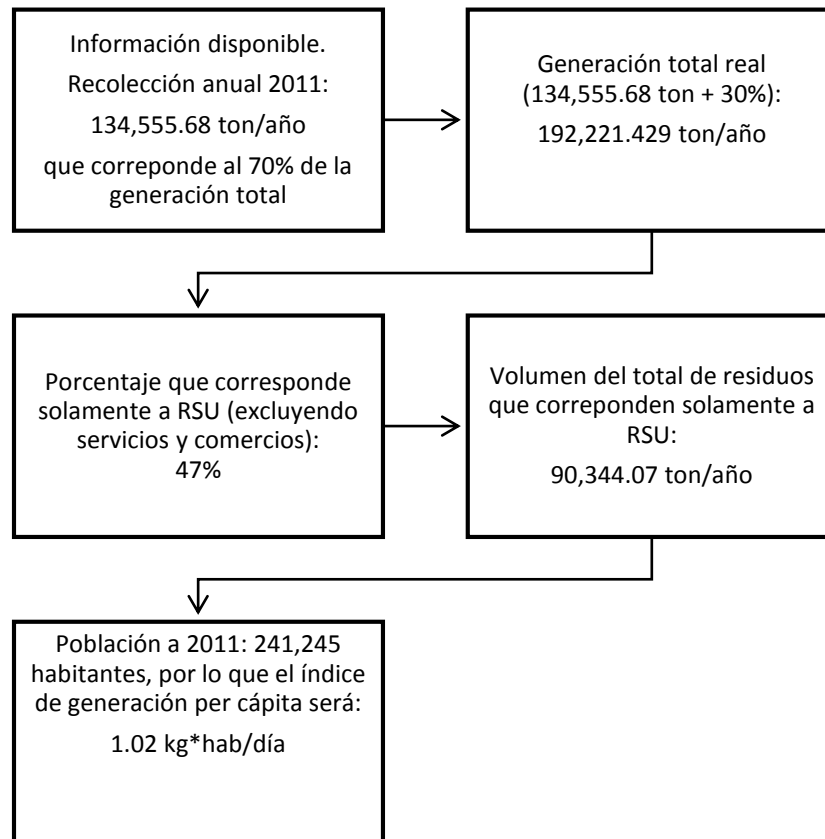 Información disponible.
Recolección anual 2011:
134,555.68 ton/año
que correponde al 70% de la
generación total
Generación total real
(134,555.68 ton + 30%):
192,221.429 ton/año
Porcentaje que corresponde
solamente a RSU (excluyendo
servicios y comercios):
47%
Volumen del total de residuos
que correponden solamente a
RSU:
90,344.07 ton/año
Población a 2011: 241,245
habitantes, por lo que el índice
de generación per cápita será:
1.02 kg*hab/día